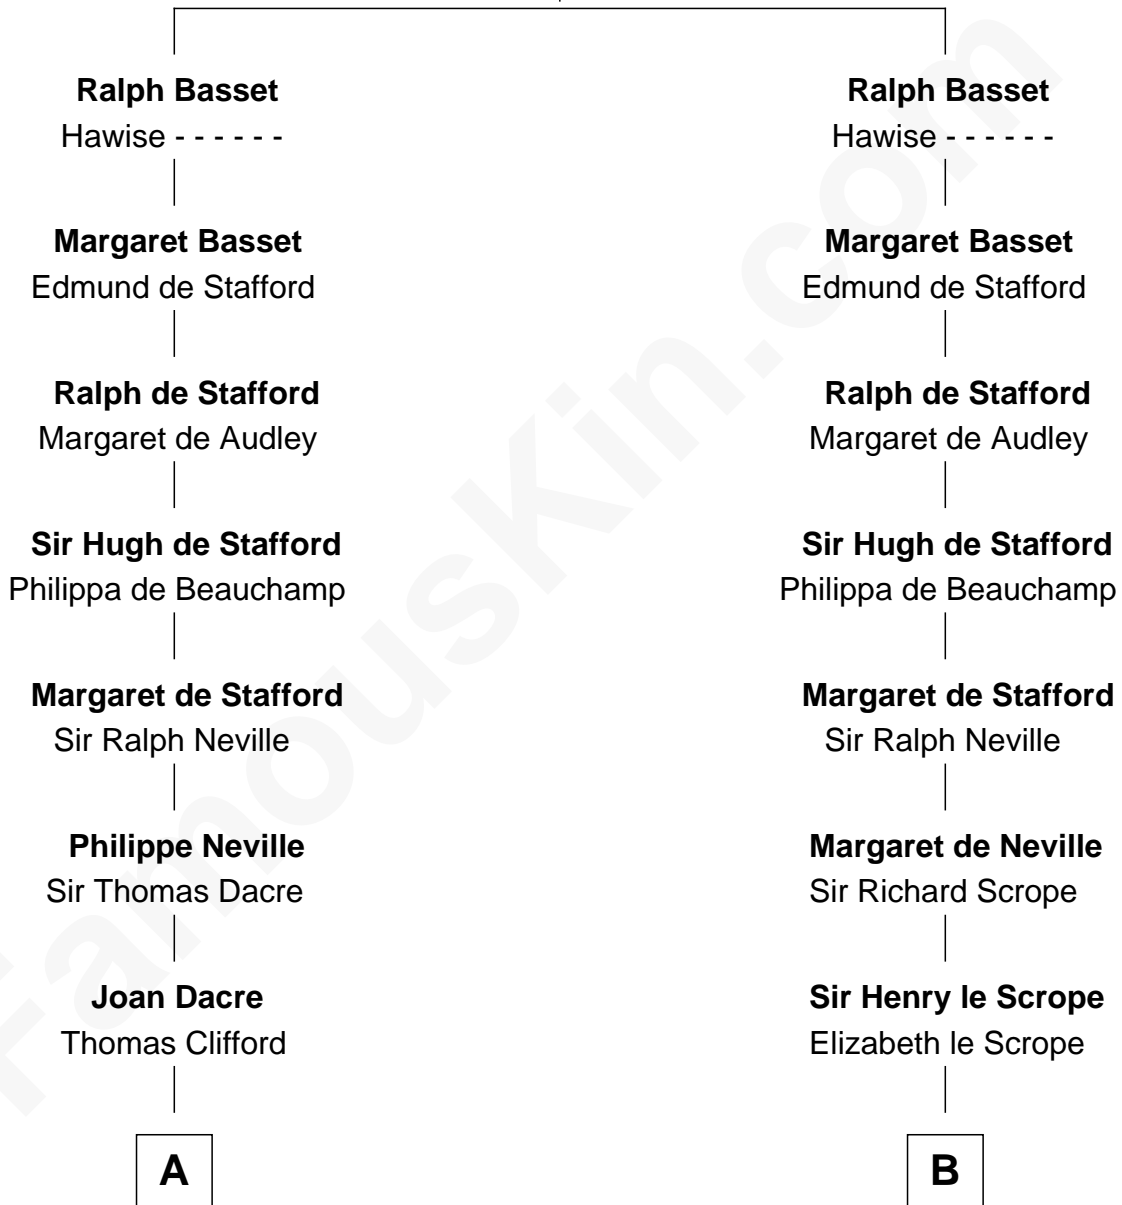 Ralph Basset
Hawise - - - - - -
Margaret Basset
Edmund de Stafford
Ralph de Stafford
Margaret de Audley
Sir Hugh de Stafford
Philippa de Beauchamp
Margaret de Stafford
Sir Ralph Neville
Philippe Neville
Sir Thomas Dacre
Joan Dacre
Thomas Clifford
A
Ralph Basset
Hawise - - - - - -
Margaret Basset
Edmund de Stafford
Ralph de Stafford
Margaret de Audley
Sir Hugh de Stafford
Philippa de Beauchamp
Margaret de Stafford
Sir Ralph Neville
Margaret de Neville
Sir Richard Scrope
Sir Henry le Scrope
Elizabeth le Scrope
B
FamousKin.com